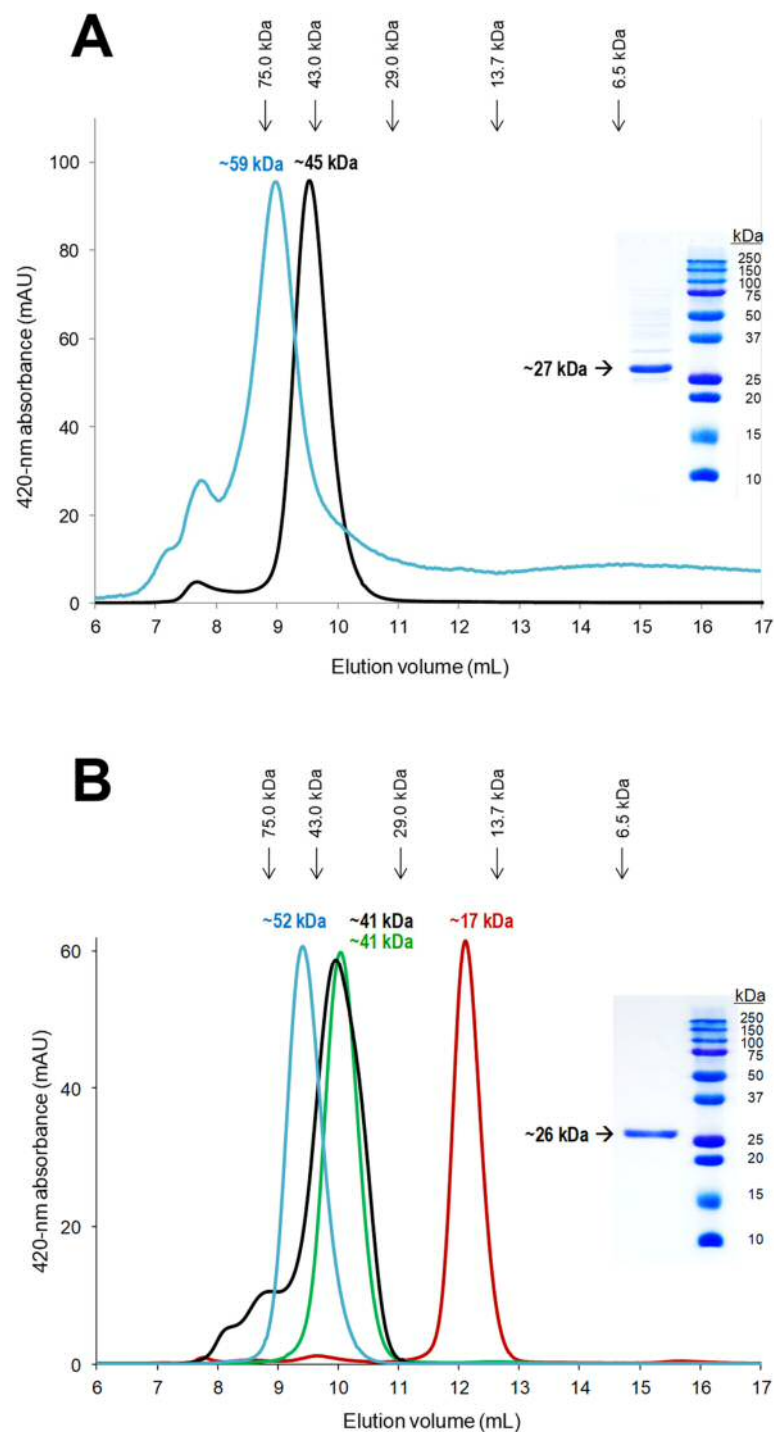 A
75.0 kDa
43.0 kDa
29.0 kDa
13.7 kDa
6.5 kDa
~59 kDa
~45 kDa
100
80
60
40
20
0
420-nm absorbance (mAU)
6 7 8 9 10 11 12 13 14 15 16 17
Elution volume (mL)
kDa
250
150
100
75
50
37
25
20
15
10
~27 kDa →
B
75.0 kDa
43.0 kDa
29.0 kDa
13.7 kDa
6.5 kDa
~52 kDa
~41 kDa
~41 kDa
~17 kDa
60
40
20
0
420-nm absorbance (mAU)
6 7 8 9 10 11 12 13 14 15 16 17
Elution volume (mL)
kDa
250
150
100
75
50
37
25
20
15
10
~26 kDa →